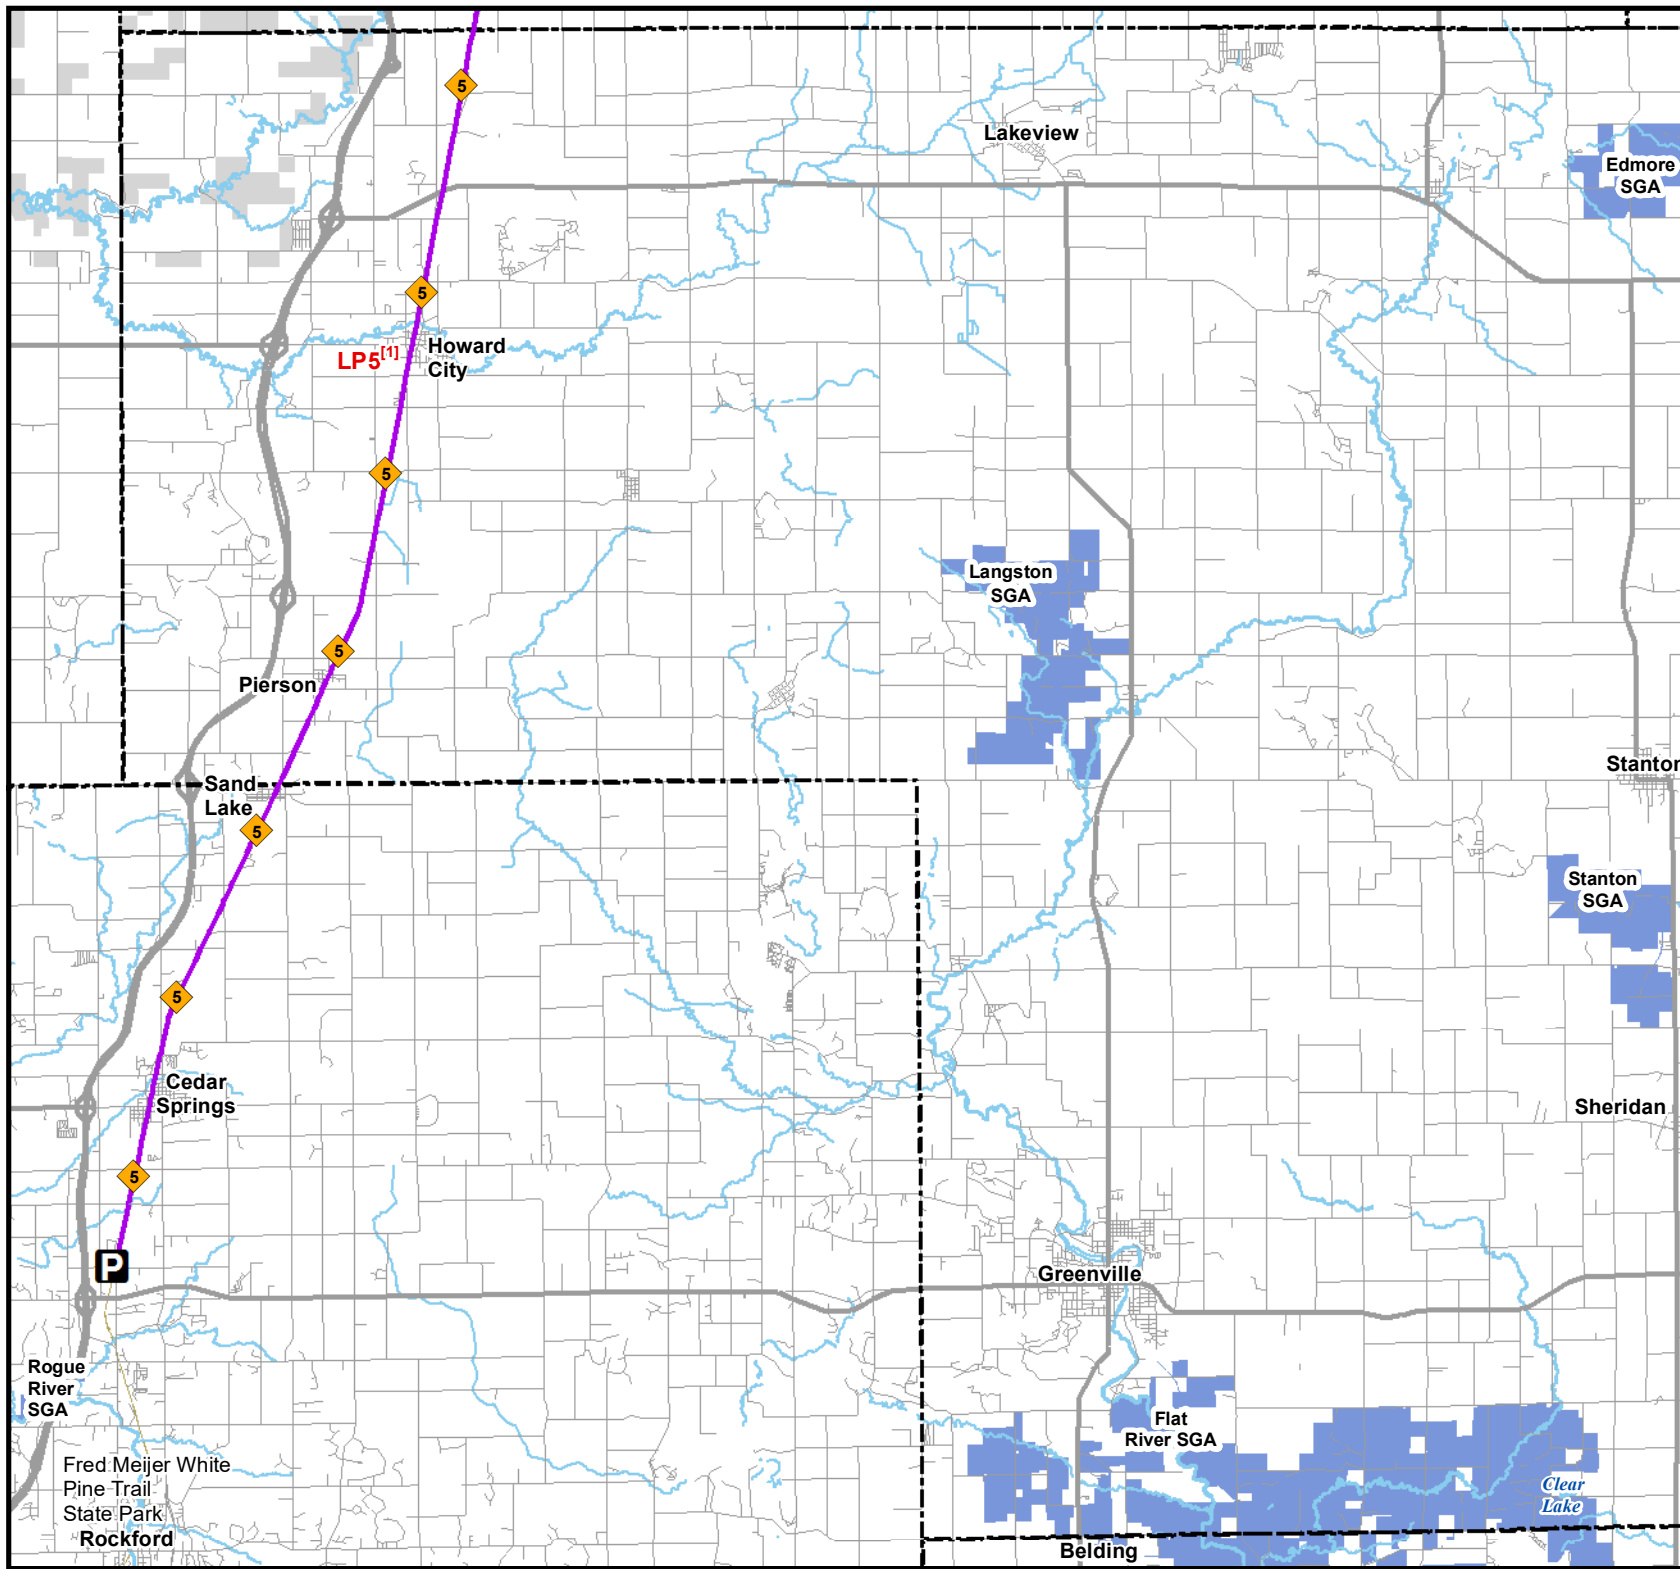 5
Lakeview
Edmore
SGA
5
LP5[1]
Howard
City
5
Langston
SGA
5
Pierson
Sand
Lake
Stanton
5
Stanton
SGA
5
Cedar
Springs
Sheridan
5
P
Greenville
Rogue
River
SGA
Flat
River SGA
Fred Meijer White
Pine Trail
State Park
Rockford
Clear
Lake
Belding